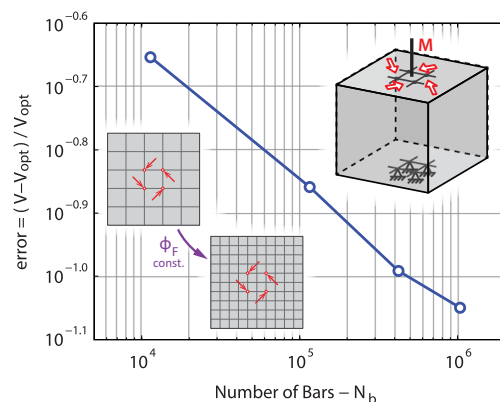 error = (V−V_opt) / V_opt
10^−0.6
10^−0.7
10^−0.8
10^−0.9
10^−1.0
10^−1.1
M
ϕ_F
const.
10^4
10^5
10^6
Number of Bars − N_b